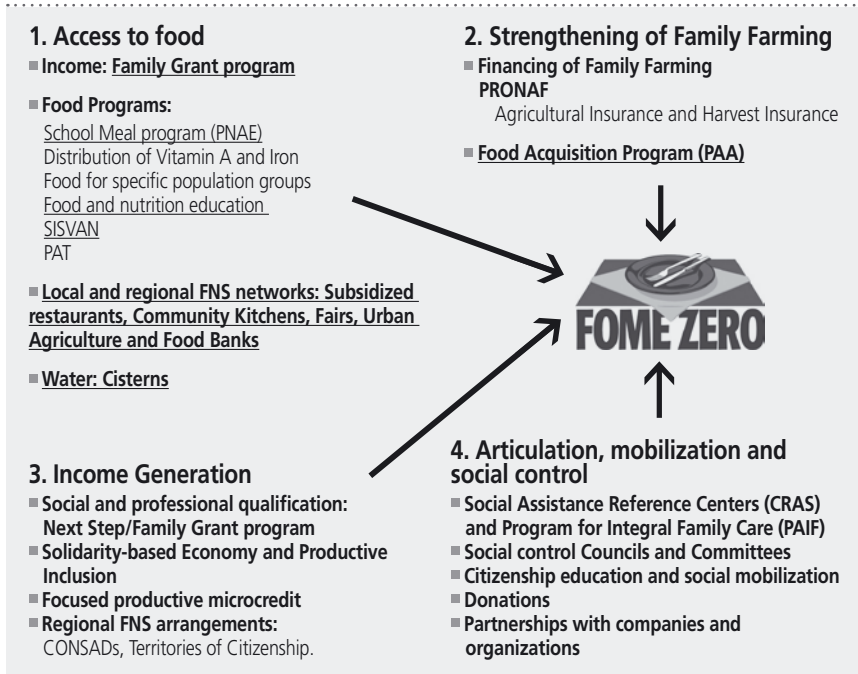 1. Access to food
■ Income: Family Grant program
■ Food Programs:
School Meal program (PNAE)
Distribution of Vitamin A and Iron
Food for specific population groups
Food and nutrition education
SISVAN
PAT
■ Local and regional FNS networks: Subsidized
restaurants, Community Kitchens, Fairs, Urban
Agriculture and Food Banks
■ Water: Cisterns
2. Strengthening of Family Farming
■ Financing of Family Farming
PRONAF
Agricultural Insurance and Harvest Insurance
■ Food Acquisition Program (PAA)
FOME ZERO
3. Income Generation
■ Social and professional qualification:
Next Step/Family Grant program
■ Solidarity-based Economy and Productive
Inclusion
■ Focused productive microcredit
■ Regional FNS arrangements:
CONSADs, Territories of Citizenship.
4. Articulation, mobilization and
social control
■ Social Assistance Reference Centers (CRAS)
and Program for Integral Family Care (PAIF)
■ Social control Councils and Committees
■ Citizenship education and social mobilization
■ Donations
■ Partnerships with companies and
organizations